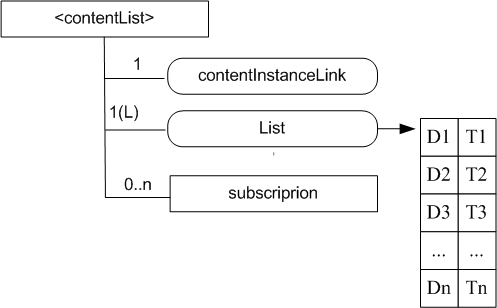 <contentList>
1
contentInstanceLink
1(L)
List
D1 T1
D2 T2
0..n
subscriprion
D3 T3
... ...
Dn Tn